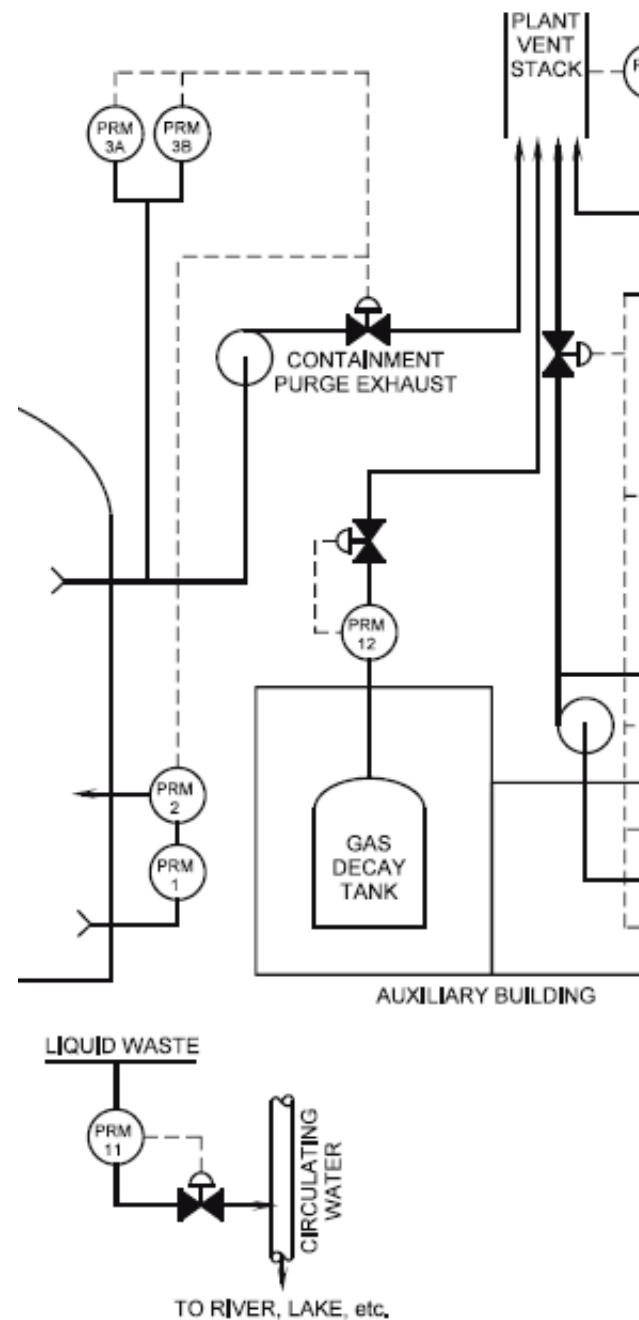 PLANT
VENT
STACK
PRM
3A
PRM
3B
CONTAINMENT
PURGE EXHAUST
PRM
12
PRM
2
PRM
1
GAS
DECAY
TANK
AUXILIARY BUILDING
LIQUID WASTE
PRM
11
CIRCULATING
WATER
TO RIVER, LAKE, etc.